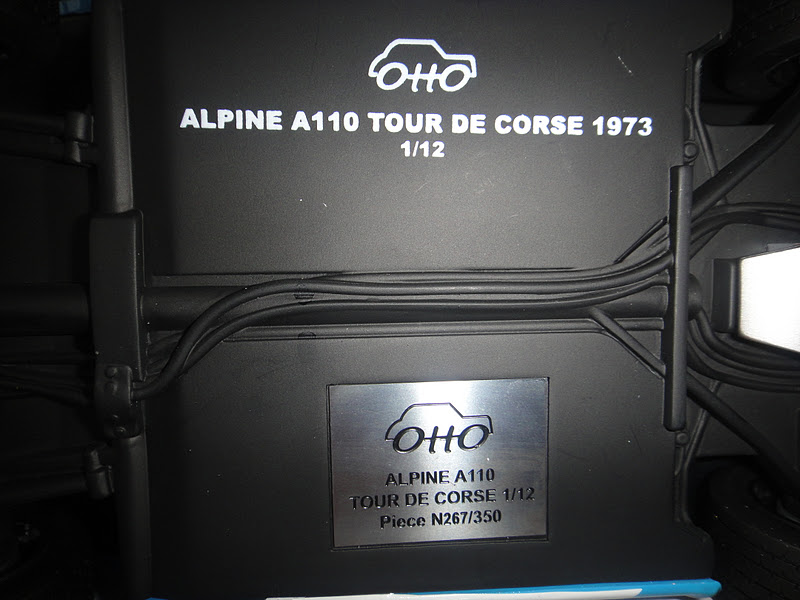 OttO
ALPINE A110 TOUR DE CORSE 1973
1/12
OttO
ALPINE A110
TOUR DE CORSE 1/12
Piece N267/350